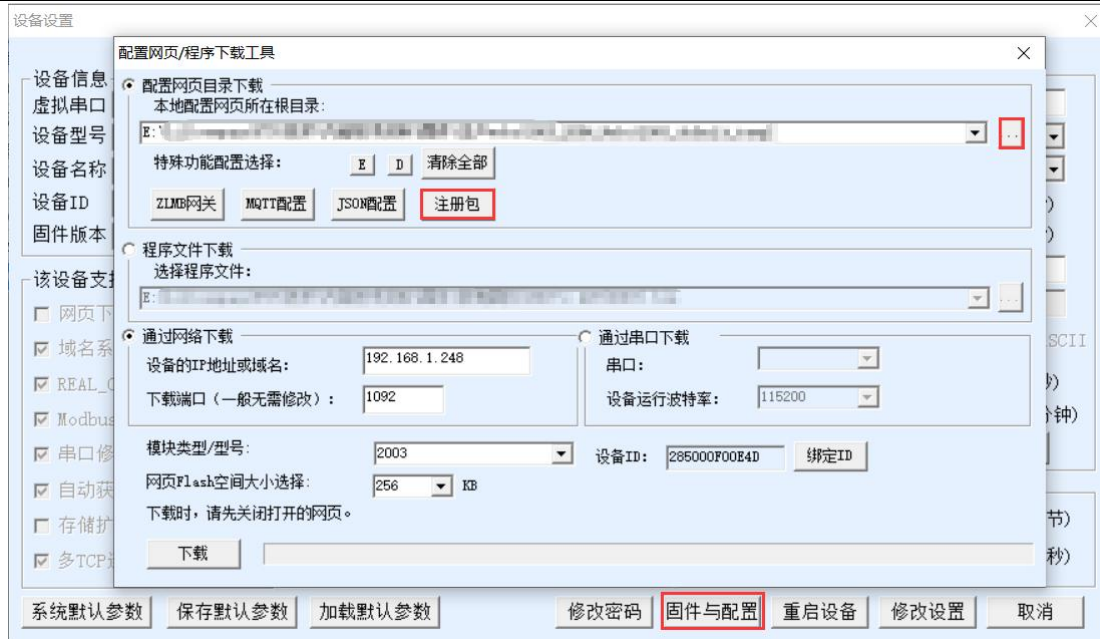 设备设置
配置网页/程序下载工具
设备信息
虚拟串口
设备型号
设备名称
设备ID
固件版本
配置网页目录下载
本地配置网页所在根目录:
E:\
..
特殊功能配置选择: E D 清除全部
ZLMB网关 MQTT配置 JSON配置 注册包
程序文件下载
选择程序文件:
E:
...
通过网络下载
设备的IP地址或域名: 192.168.1.248
下载端口（一般无需修改）: 1092
通过串口下载
串口:
设备运行波特率: 115200
模块类型/型号: 2003
设备ID: 285000F00E4D 绑定ID
网页Flash空间大小选择: 256 KB
下载时，请先关闭打开的网页。
下载
该设备支
网页下
域名系
REAL_
Modbus
串口修
自动获
存储扩
多TCP
SCII
秒)
分钟)
节)
秒)
系统默认参数 保存默认参数 加载默认参数 修改密码 固件与配置 重启设备 修改设置 取消